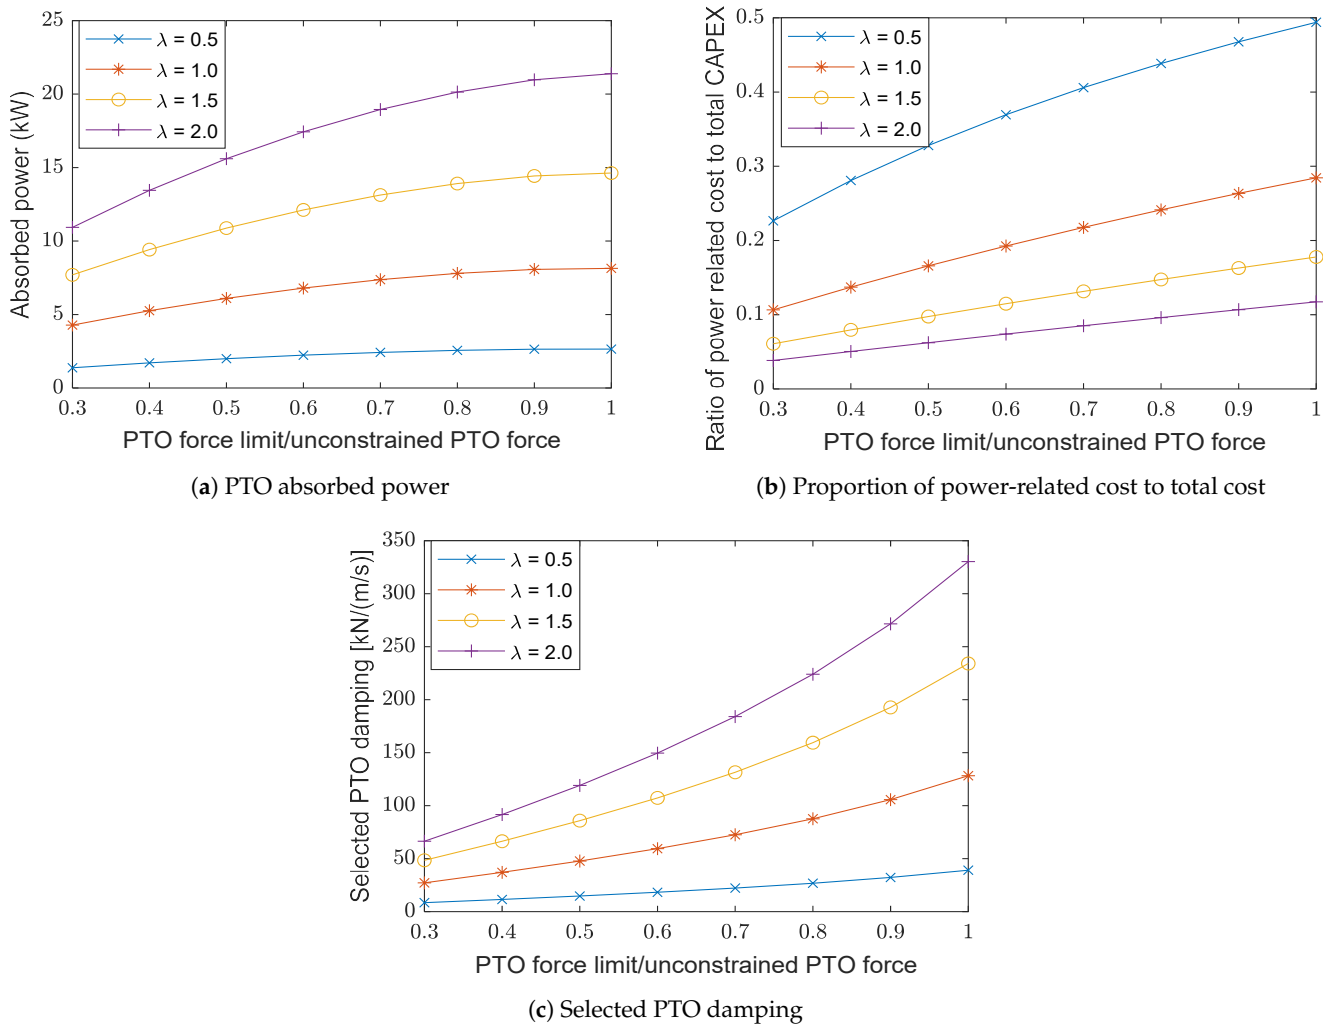 25
20
15
10
5
0
Absorbed power (kW)
λ = 0.5
λ = 1.0
λ = 1.5
λ = 2.0
0.3 0.4 0.5 0.6 0.7 0.8 0.9 1
PTO force limit/unconstrained PTO force
(a) PTO absorbed power
0.5
0.4
0.3
0.2
0.1
0
Ratio of power related cost to total CAPEX
λ = 0.5
λ = 1.0
λ = 1.5
λ = 2.0
0.3 0.4 0.5 0.6 0.7 0.8 0.9 1
PTO force limit/unconstrained PTO force
(b) Proportion of power-related cost to total cost
350
300
250
200
150
100
50
0
Selected PTO damping [kN/(m/s)]
λ = 0.5
λ = 1.0
λ = 1.5
λ = 2.0
0.3 0.4 0.5 0.6 0.7 0.8 0.9 1
PTO force limit/unconstrained PTO force
(c) Selected PTO damping